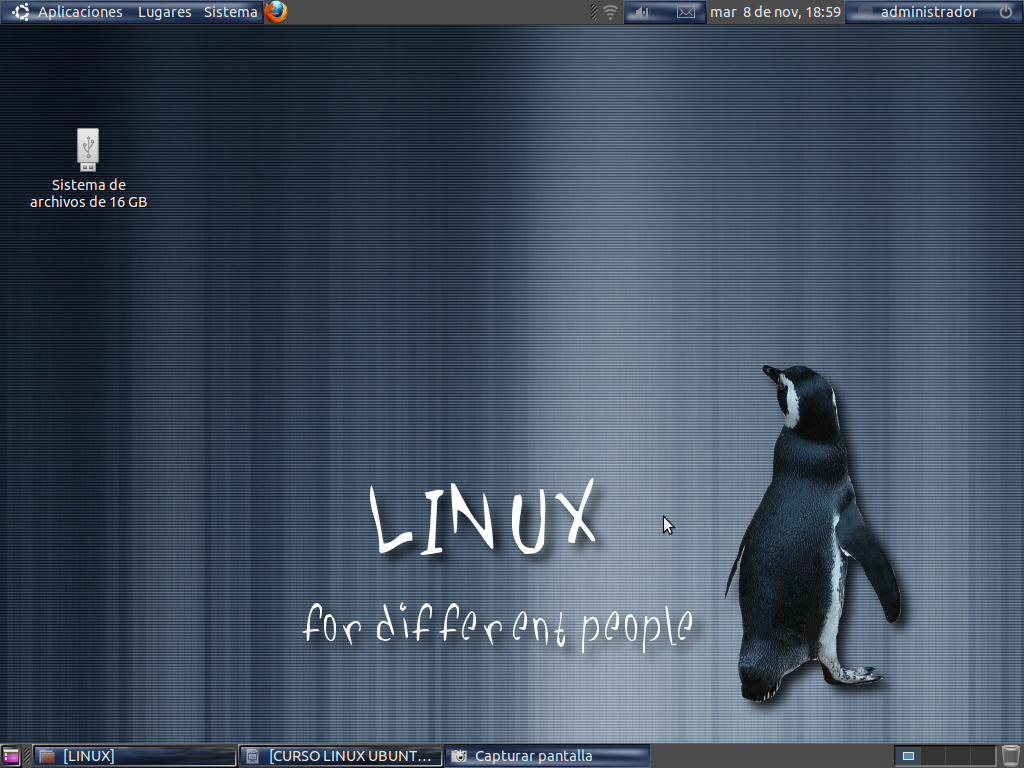 Aplicaciones Lugares Sistema mar 8 de nov, 18:59 administrador
Sistema de
archivos de 16 GB
LINUX
for different people
[LINUX] [CURSO LINUX UBUNT... Capturar pantalla